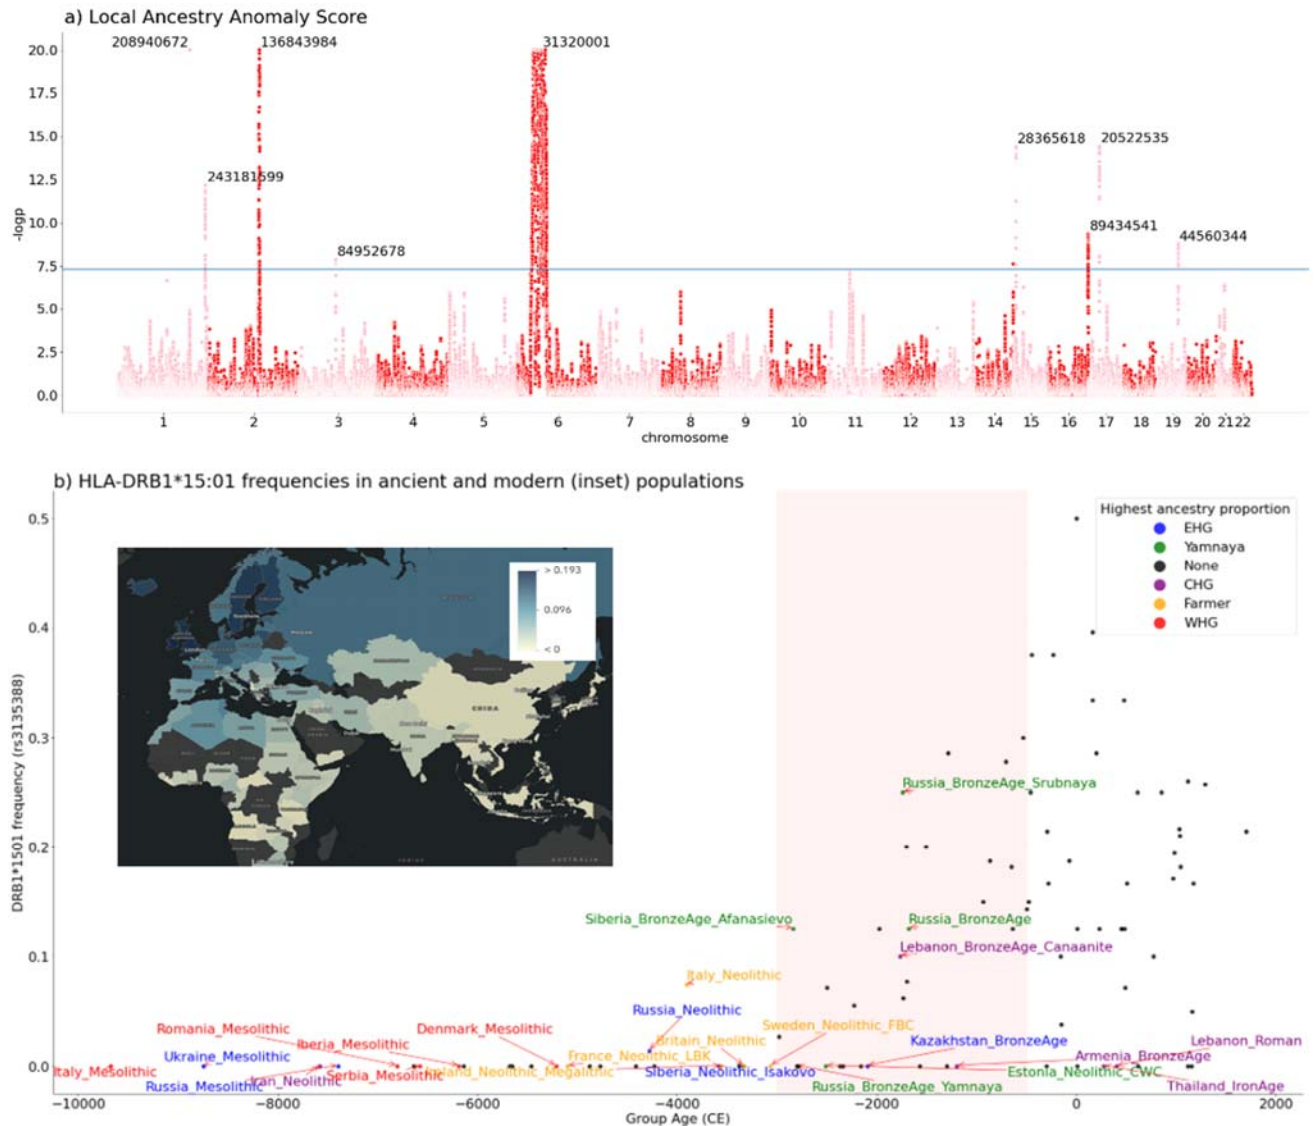 a) Local Ancestry Anomaly Score
208940672
136843984
31320001
20.0
17.5
15.0
28365618
20522535
12.5
243181599
10.0
89434541
44560344
84952678
7.5
5.0
2.5
0.0
-logp
1 2 3 4 5 6 7 8 9 10 11 12 13 14 15 16 17 18 19 20 21 22
chromosome
b) HLA-DRB1*15:01 frequencies in ancient and modern (inset) populations
0.5
0.4
0.3
0.2
0.1
0.0
DRB1*1501 frequency (rs3135388)
> 0.193
0.096
< 0
CHINA
Highest ancestry proportion
EHG
Yamnaya
None
CHG
Farmer
WHG
Russia_BronzeAge_Srubnaya
Siberia_BronzeAge_Afanasievo
Russia_BronzeAge
Lebanon_BronzeAge_Canaanite
Italy_Neolithic
Russia_Neolithic
Romania_Mesolithic
Denmark_Mesolithic
Sweden_Neolithic_FBC
Iberia_Mesolithic
Britain_Neolithic
Kazakhstan_BronzeAge
Lebanon_Roman
Ukraine_Mesolithic
France_Neolithic_LBK
Armenia_BronzeAge
Italy_Mesolithic
Serbia_Mesolithic
Siberia_Neolithic_Isakovo
Estonia_Neolithic_CWC
Russia_Mesolithic
Iran_Neolithic
Russia_BronzeAge_Yamnaya
Thailand_IronAge
−10000 −8000 −6000 −4000 −2000 0 2000
Group Age (CE)